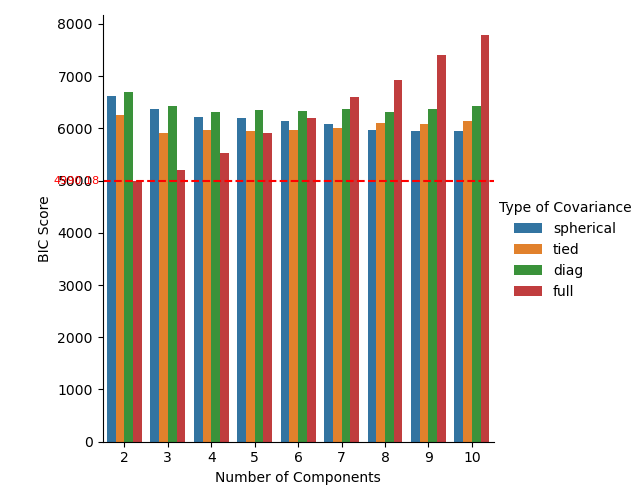 8000
7000
6000
5000
4000
3000
2000
1000
0
BIC Score
2 3 4 5 6 7 8 9 10
Number of Components
Type of Covariance
spherical
tied
diag
full